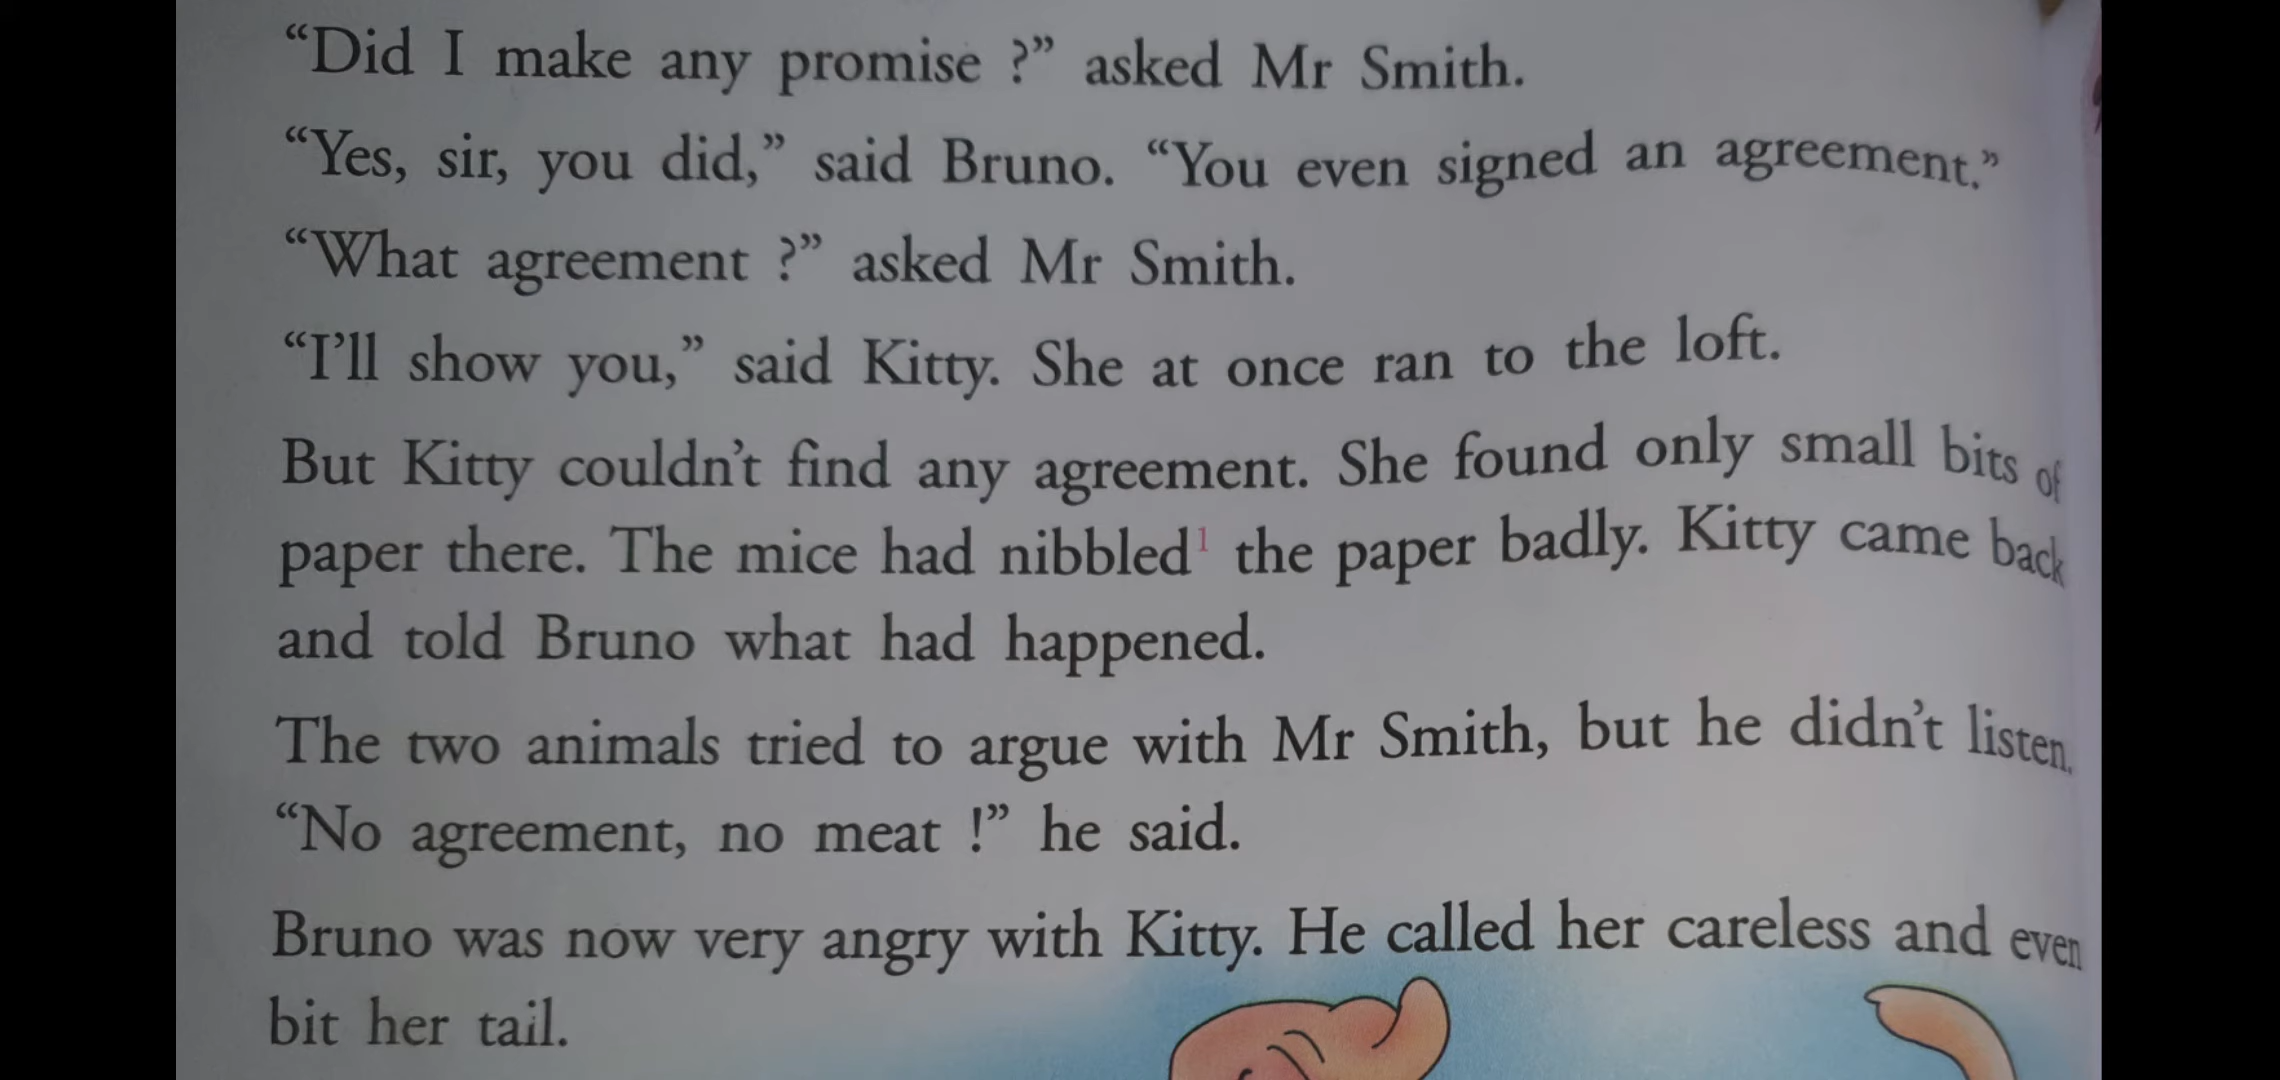 “Did I make any promise ?” asked Mr Smith.
“Yes, sir, you did,” said Bruno. “You even signed an agreement.”
“What agreement ?” asked Mr Smith.
“I’ll show you,” said Kitty. She at once ran to the loft.
But Kitty couldn’t find any agreement. She found only small bits of
paper there. The mice had nibbled¹ the paper badly. Kitty came back
and told Bruno what had happened.
The two animals tried to argue with Mr Smith, but he didn’t listen.
“No agreement, no meat !” he said.
Bruno was now very angry with Kitty. He called her careless and even
bit her tail.